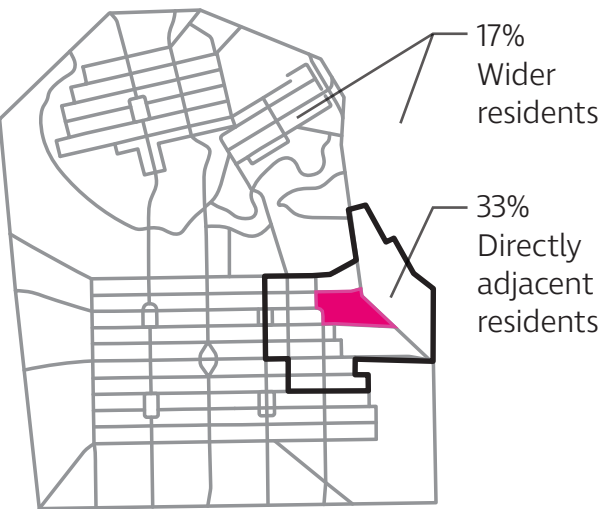 17%
Wider
residents
33%
Directly
adjacent
residents